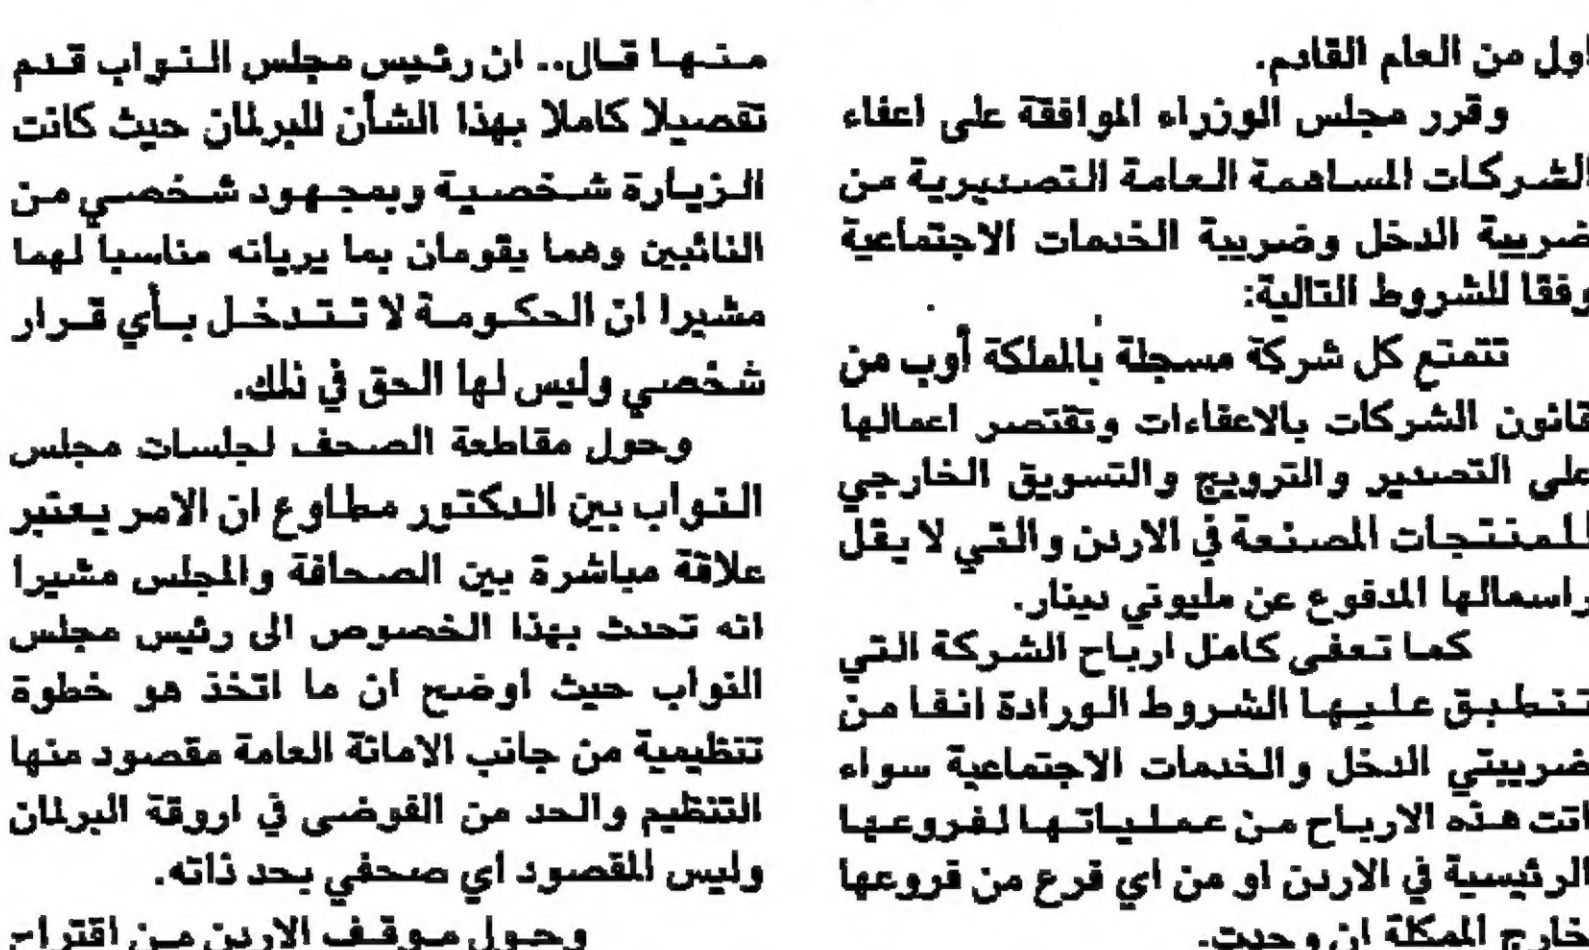 اول من العام القادم.
وقرر مجلس الوزراء الموافقة على اعفاء
الشركات المساهمة العامة التصديرية من
ضريبة الدخل وضريبة الخدمات الاجتماعية
وفقا للشروط التالية:
تتمتع كل شركة مسجلة بالملكة أوب من
قانون الشركات بالاعفاءات وتقتصر اعمالها
على التصدير والترويج والتسويق الخارجي
للمنتجات المصنعة في الاردن والتي لا يقل
راسمالها المدفوع عن مليوني دينار.
كما تعفى كامل ارباح الشركة التي
تنطبق عليها الشروط الورادة انفا من
ضريبتي الدخل والخدمات الاجتماعية سواء
اتت هذه الارباح من عملياتها لفروعها
الرئيسية في الاردن او من اي فرع من فروعها
خارج الممكلة ان وجدت.
منها قال.. ان رئيس مجلس النواب قدم
تفصيلا كاملا بهذا الشأن للبرلمان حيث كانت
الزيارة شخصية وبمجهود شخصي من
النائبين وهما يقومان بما يريانه مناسبا لهما
مشيرا ان الحكومة لا تتدخل بأي قرار
شخصي وليس لها الحق في ذلك.
وحول مقاطعة الصحف لجلسات مجلس
النواب بين الدكتور مطاوع ان الامر يعتبر
علاقة مباشرة بين الصحافة والمجلس مشيرا
انه تحدث بهذا الخصوص الى رئيس مجلس
النواب حيث اوضح ان ما اتخذ هو خطوة
تنظيمية من جانب الامانة العامة مقصود منها
التنظيم والحد من الفوضى في اروقة البرلمان
وليس المقصود اي صحفي بحد ذاته.
وحول موقف الاردن من اقتراح